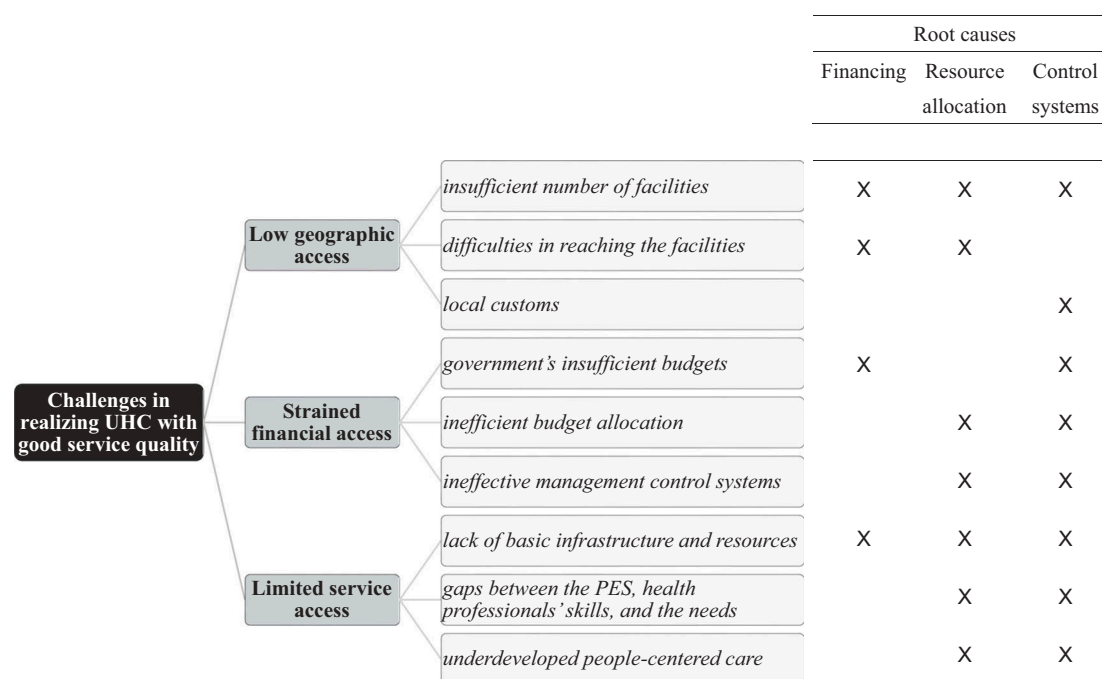 Root causes
Financing Resource allocation Control systems
insufficient number of facilities X X X
Low geographic access
difficulties in reaching the facilities X X
local customs X
government’s insufficient budgets X X
Challenges in realizing UHC with good service quality
Strained financial access
inefficient budget allocation X X
ineffective management control systems X X
lack of basic infrastructure and resources X X X
Limited service access
gaps between the PES, health professionals’ skills, and the needs X X
underdeveloped people-centered care X X